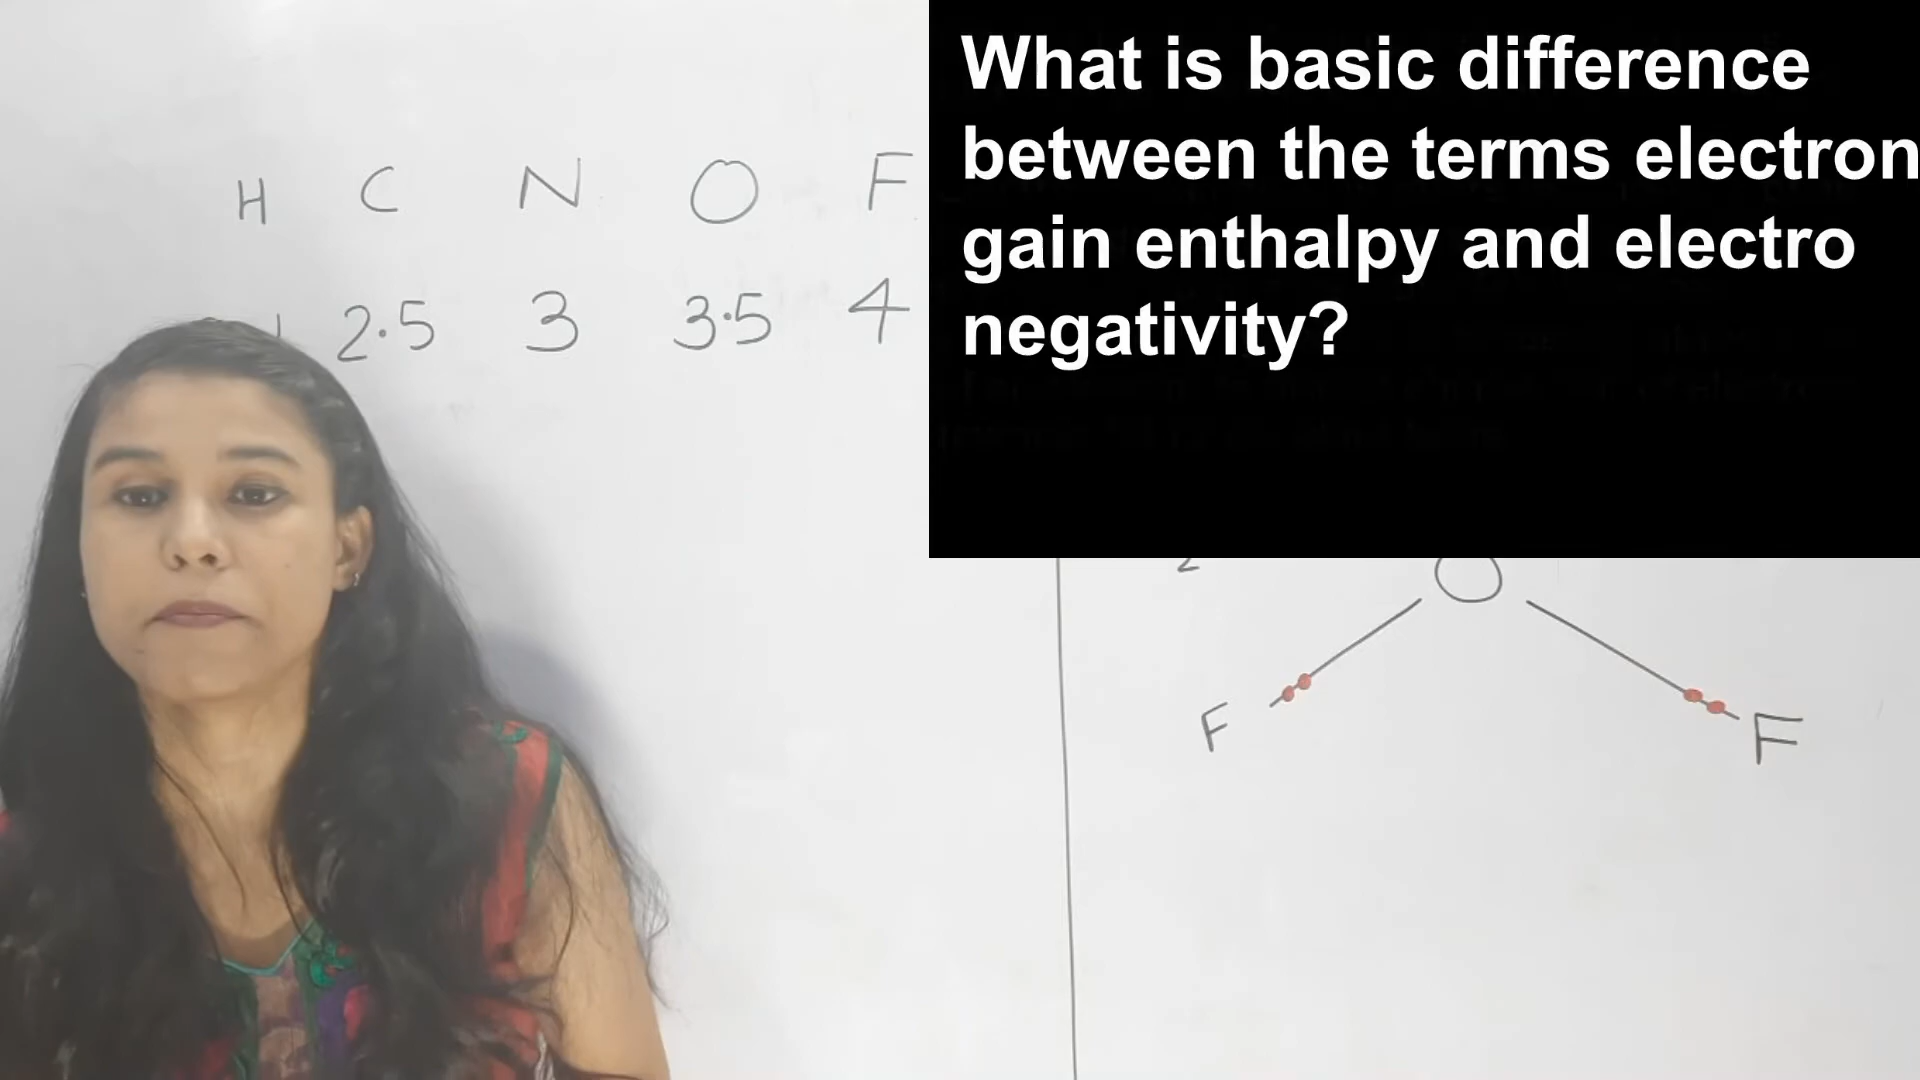 What is basic difference
between the terms electron
gain enthalpy and electro
negativity?
H C N O F
2.5 3 3.5 4
O
F F